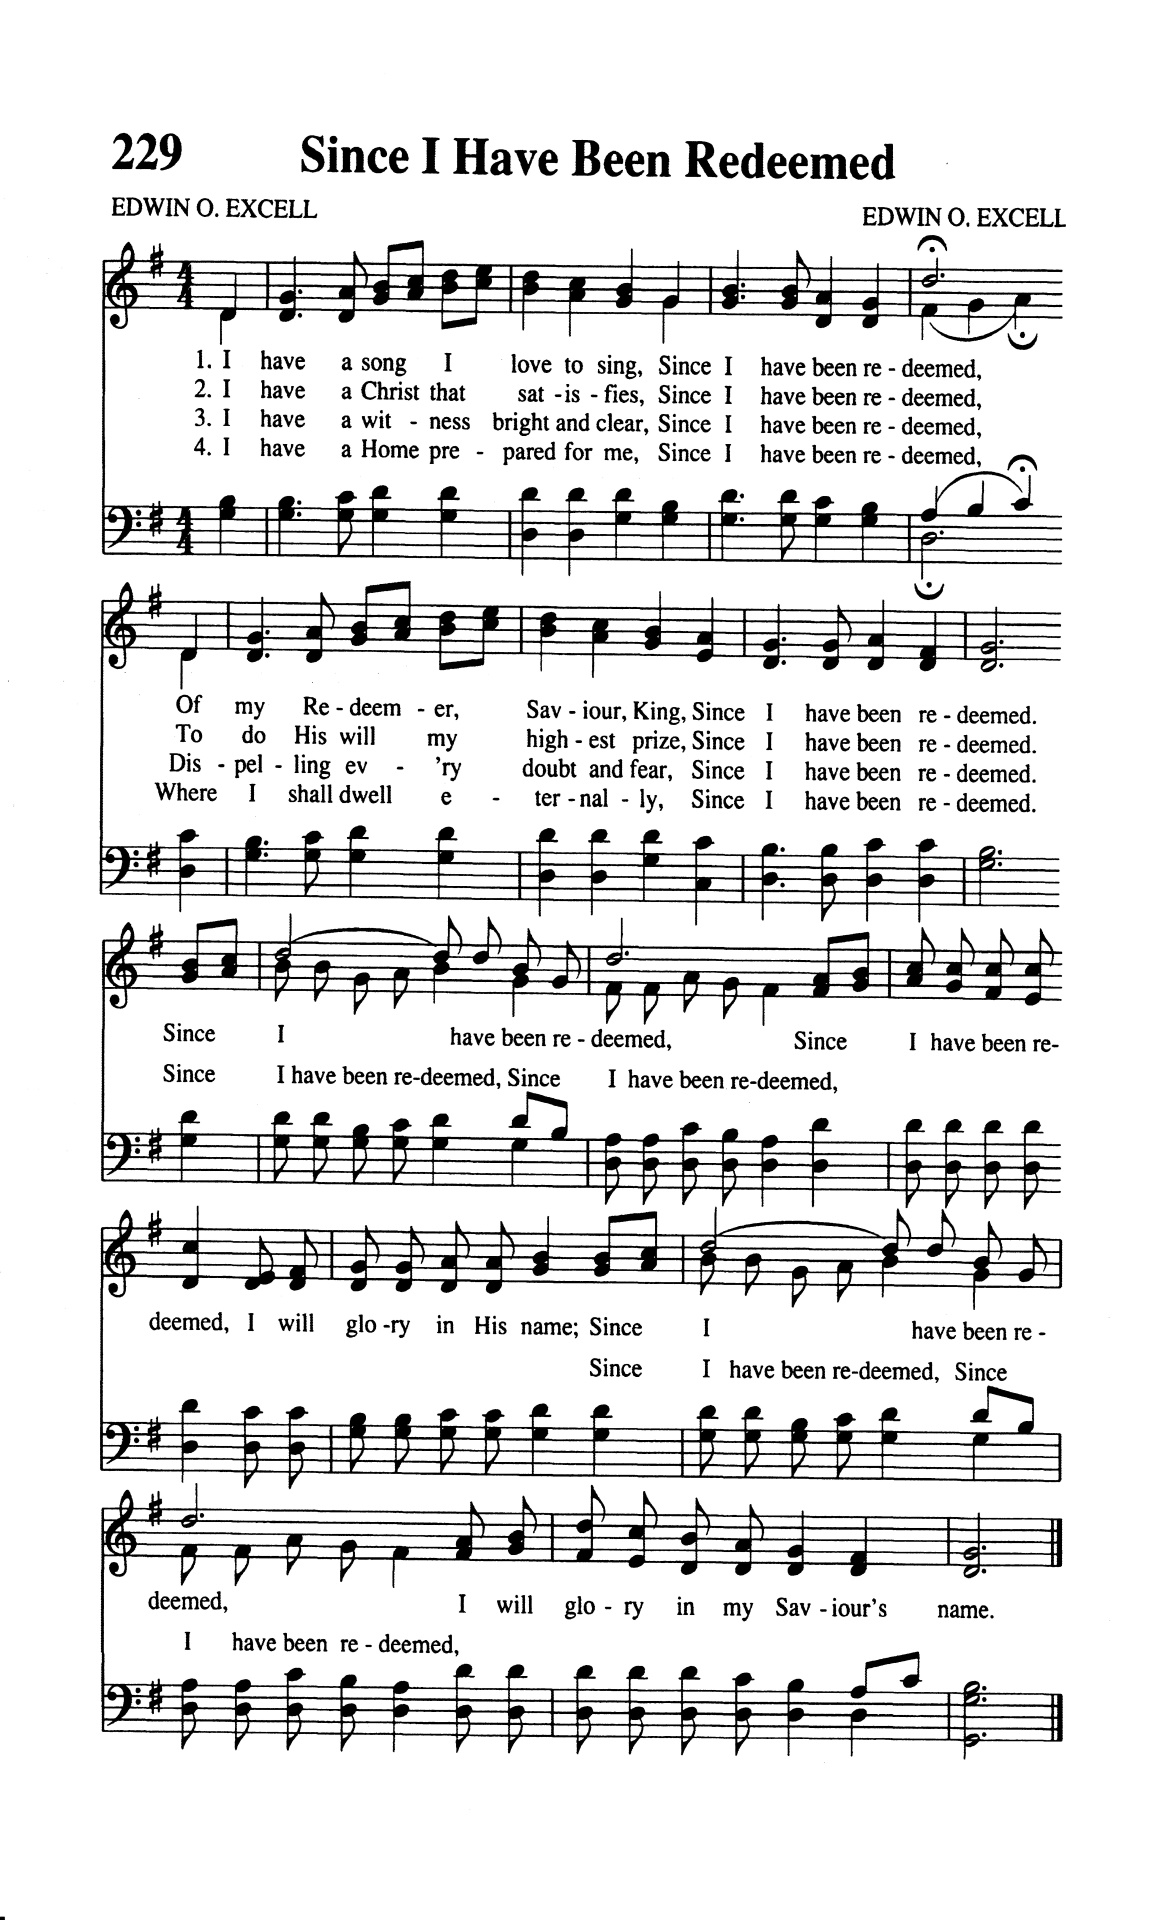 229 Since I Have Been Redeemed
EDWIN O. EXCELL EDWIN O. EXCELL
1. I have a song I love to sing, Since I have been re - deemed,
2. I have a Christ that sat - is - fies, Since I have been re - deemed,
3. I have a wit - ness bright and clear, Since I have been re - deemed,
4. I have a Home pre - pared for me, Since I have been re - deemed,
Of my Re - deem - er, Sav - iour, King, Since I have been re - deemed.
To do His will my high - est prize, Since I have been re - deemed.
Dis - pel - ling ev - 'ry doubt and fear, Since I have been re - deemed.
Where I shall dwell e - ter - nal - ly, Since I have been re - deemed.
Since I have been re - deemed, Since I have been re-
Since I have been re-deemed, Since I have been re-deemed,
deemed, I will glo - ry in His name; Since I have been re -
Since I have been re-deemed, Since
deemed, I will glo - ry in my Sav - iour's name.
I have been re - deemed,